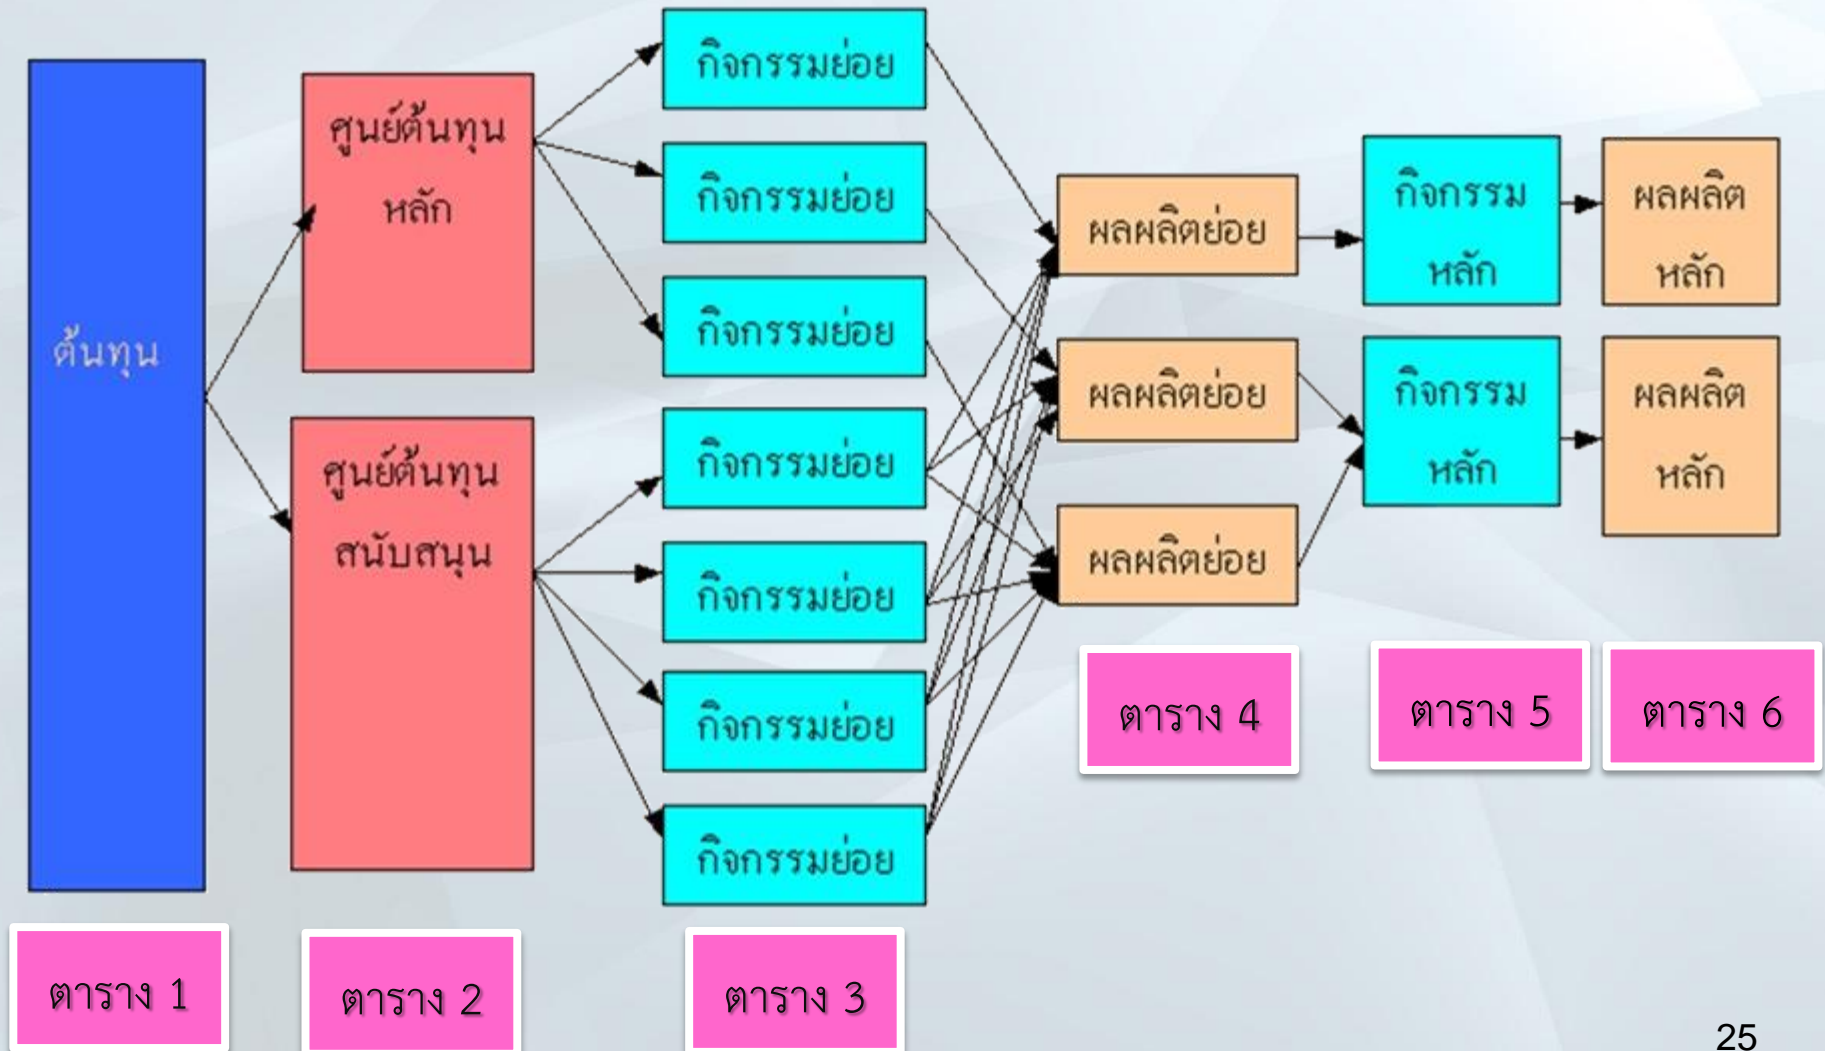 ต้นทุน
ศูนย์ต้นทุน
หลัก
ศูนย์ต้นทุน
สนับสนุน
กิจกรรมย่อย
กิจกรรมย่อย
กิจกรรมย่อย
กิจกรรมย่อย
กิจกรรมย่อย
กิจกรรมย่อย
กิจกรรมย่อย
ผลผลิตย่อย
ผลผลิตย่อย
ผลผลิตย่อย
กิจกรรม
หลัก
กิจกรรม
หลัก
ผลผลิต
หลัก
ผลผลิต
หลัก
ตาราง 1
ตาราง 2
ตาราง 3
ตาราง 4
ตาราง 5
ตาราง 6
25